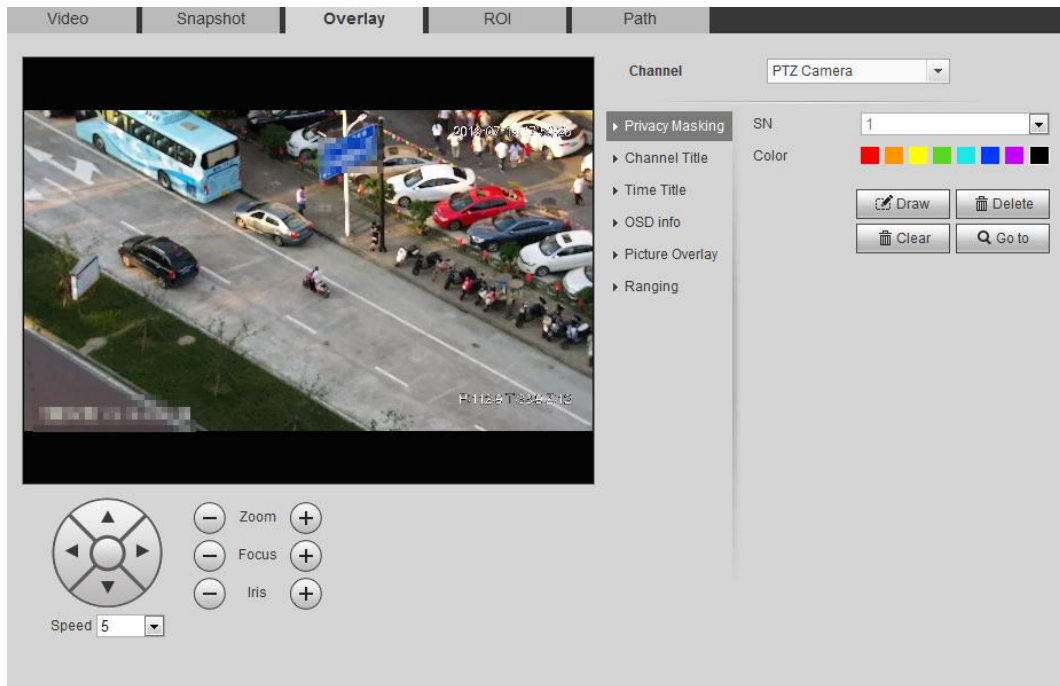 Video Snapshot Overlay ROI Path
Channel PTZ Camera
Privacy Masking
Channel Title
Time Title
OSD info
Picture Overlay
Ranging
SN 1
Color
Draw Delete
Clear Go to
Zoom
Focus
Iris
Speed 5